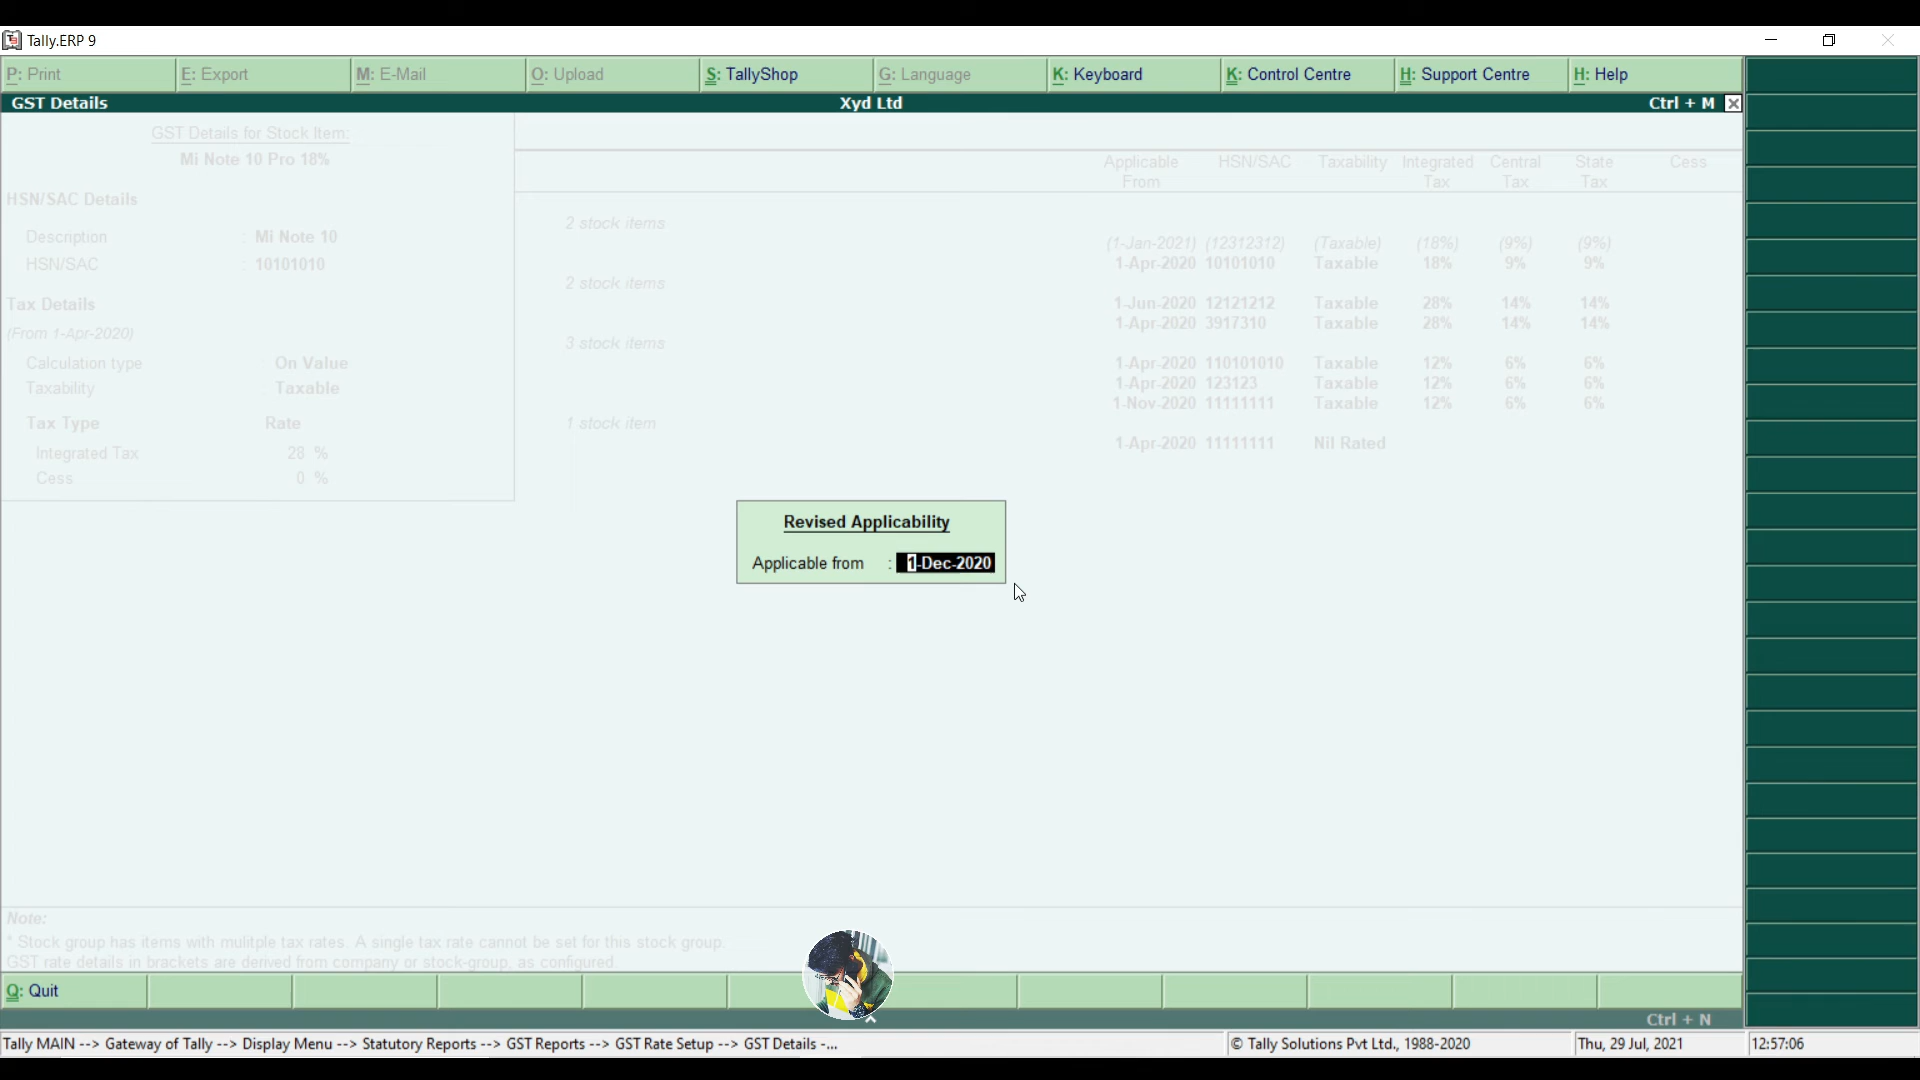 Tally.ERP 9
P: Print E: Export M: E-Mail O: Upload S: TallyShop G: Language K: Keyboard K: Control Centre H: Support Centre H: Help
GST Details Xyd Ltd Ctrl + M
GST Details for Stock Item:
Mi Note 10 Pro 18%
HSN/SAC Details
Description : Mi Note 10
HSN/SAC : 10101010
Tax Details
(From 1-Apr-2020)
Calculation type : On Value
Taxability Taxable
Tax Type Rate
Integrated Tax 28 %
Cess 0 %
Applicable From HSN/SAC Taxability Integrated Tax Central Tax State Tax Cess
2 stock items
(1-Jan-2021) (12312312) (Taxable) (18%) (9%) (9%)
1-Apr-2020 10101010 Taxable 18% 9% 9%
2 stock items
1-Jun-2020 12121212 Taxable 28% 14% 14%
1-Apr-2020 3917310 Taxable 28% 14% 14%
3 stock items
1-Apr-2020 110101010 Taxable 12% 6% 6%
1-Apr-2020 123123 Taxable 12% 6% 6%
1-Nov-2020 11111111 Taxable 12% 6% 6%
1 stock item
1-Apr-2020 11111111 Nil Rated
Revised Applicability
Applicable from : 1-Dec-2020
Note:
* Stock group has items with mulitple tax rates. A single tax rate cannot be set for this stock group.
GST rate details in brackets are derived from company or stock-group, as configured.
Q: Quit
Ctrl + N
Tally MAIN --> Gateway of Tally --> Display Menu --> Statutory Reports --> GST Reports --> GST Rate Setup --> GST Details -...
© Tally Solutions Pvt Ltd., 1988-2020
Thu, 29 Jul, 2021
12:57:06